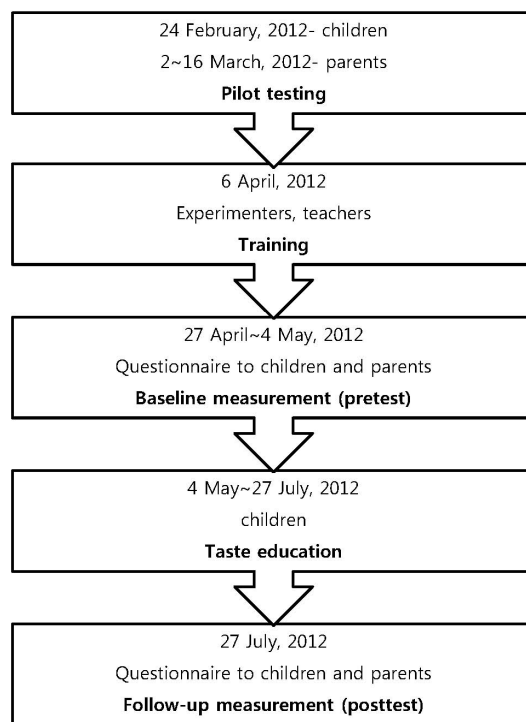 24 February, 2012- children
2~16 March, 2012- parents
Pilot testing
6 April, 2012
Experimenters, teachers
Training
27 April~4 May, 2012
Questionnaire to children and parents
Baseline measurement (pretest)
4 May~27 July, 2012
children
Taste education
27 July, 2012
Questionnaire to children and parents
Follow-up measurement (posttest)